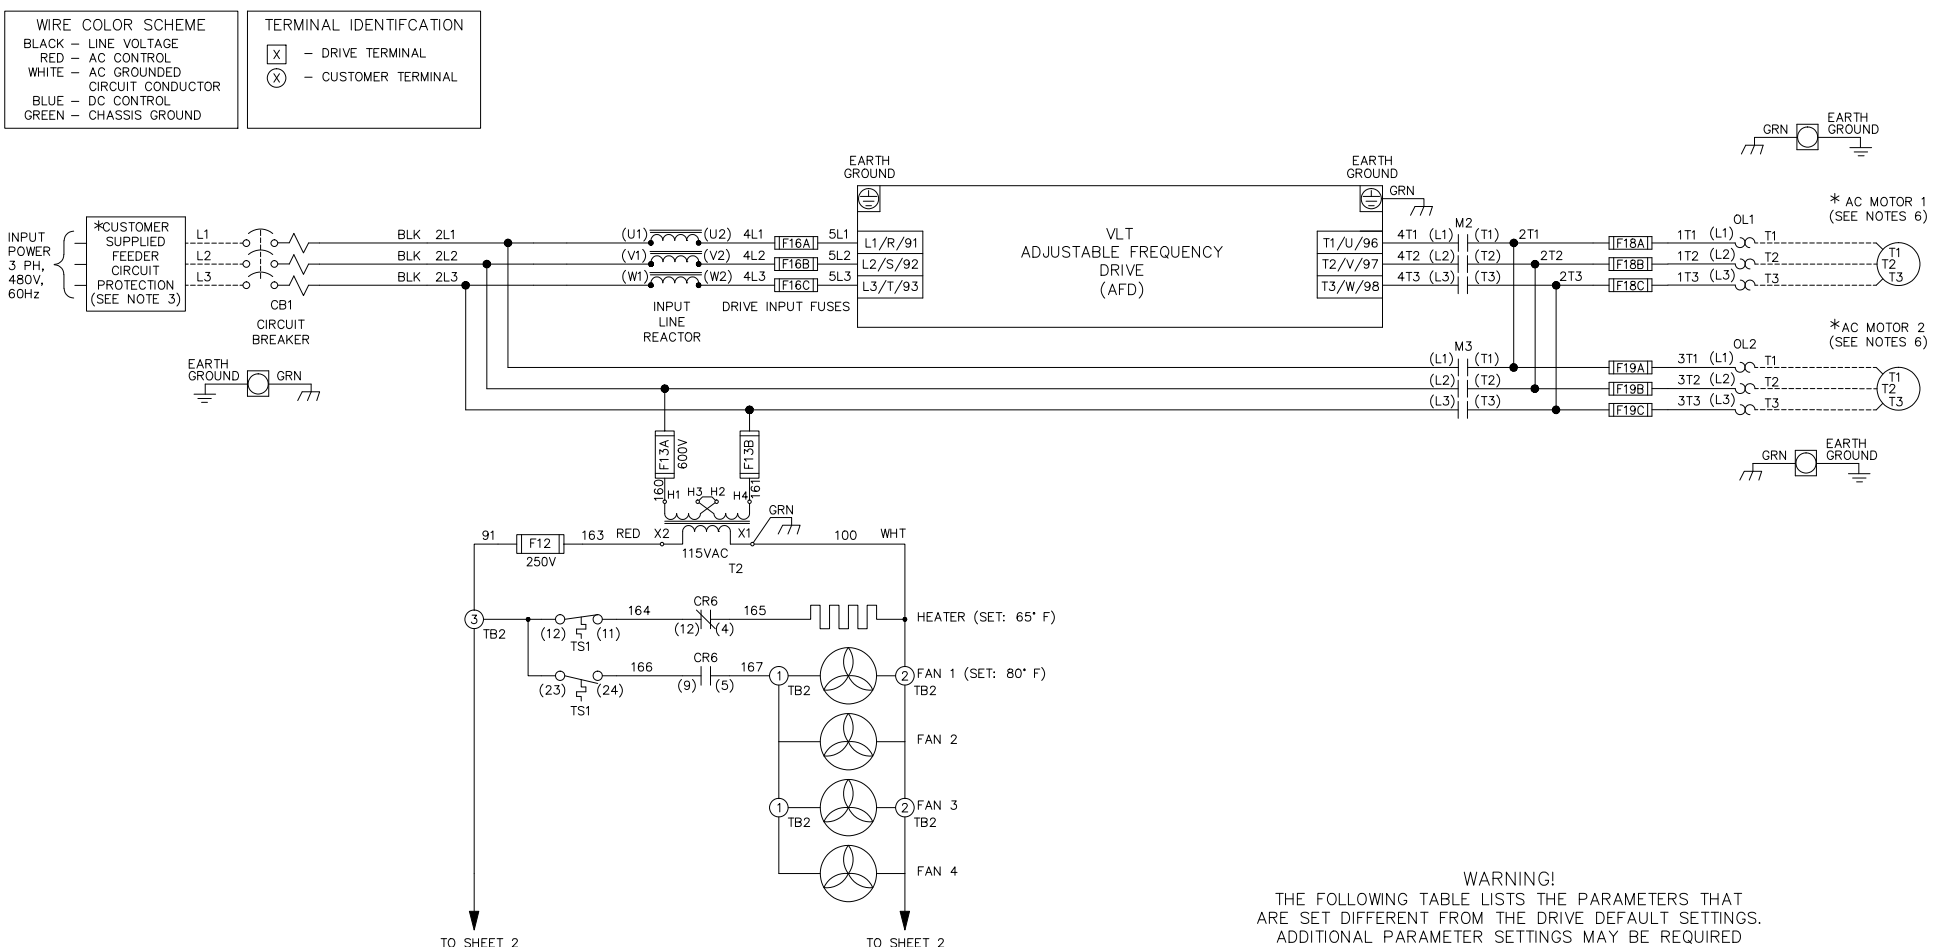 WIRE COLOR SCHEME
BLACK – LINE VOLTAGE
RED – AC CONTROL
WHITE – AC GROUNDED
CIRCUIT CONDUCTOR
BLUE – DC CONTROL
GREEN – CHASSIS GROUND
TERMINAL IDENTIFCATION
X – DRIVE TERMINAL
X – CUSTOMER TERMINAL
GRN
EARTH
GROUND
INPUT
POWER
3 PH,
480V,
60Hz
*CUSTOMER
SUPPLIED
FEEDER
CIRCUIT
PROTECTION
(SEE NOTE 3)
L1
L2
L3
CB1
CIRCUIT
BREAKER
BLK 2L1
BLK 2L2
BLK 2L3
(U1) (U2) 4L1 F16A 5L1
(V1) (V2) 4L2 F16B 5L2
(W1) (W2) 4L3 F16C 5L3
INPUT
LINE
REACTOR
DRIVE INPUT FUSES
EARTH
GROUND
L1/R/91
L2/S/92
L3/T/93
VLT
ADJUSTABLE FREQUENCY
DRIVE
(AFD)
EARTH
GROUND
GRN
T1/U/96
T2/V/97
T3/W/98
M2
4T1 (L1) (T1) 2T1
4T2 (L2) (T2) 2T2
4T3 (L3) (T3) 2T3
OL1
F18A 1T1 (L1) T1
F18B 1T2 (L2) T2
F18C 1T3 (L3) T3
* AC MOTOR 1
(SEE NOTES 6)
T1
T2
T3
EARTH
GROUND
GRN
M3
(L1) (T1)
(L2) (T2)
(L3) (T3)
OL2
F19A 3T1 (L1) T1
F19B 3T2 (L2) T2
F19C 3T3 (L3) T3
*AC MOTOR 2
(SEE NOTES 6)
T1
T2
T3
GRN
EARTH
GROUND
F13A
600V
F13B
160
161
H1 H3 H2 H4
GRN
91 F12 163 RED X2 X1 100 WHT
250V
115VAC
T2
3
TB2
(12) (11)
TS1
164
CR6
(12) (4)
165
HEATER (SET: 65° F)
(23) (24)
TS1
166
CR6
(9) (5)
167
1
TB2
2
TB2
FAN 1 (SET: 80° F)
FAN 2
1
TB2
2
TB2
FAN 3
FAN 4
TO SHEET 2
TO SHEET 2
WARNING!
THE FOLLOWING TABLE LISTS THE PARAMETERS THAT
ARE SET DIFFERENT FROM THE DRIVE DEFAULT SETTINGS.
ADDITIONAL PARAMETER SETTINGS MAY BE REQUIRED